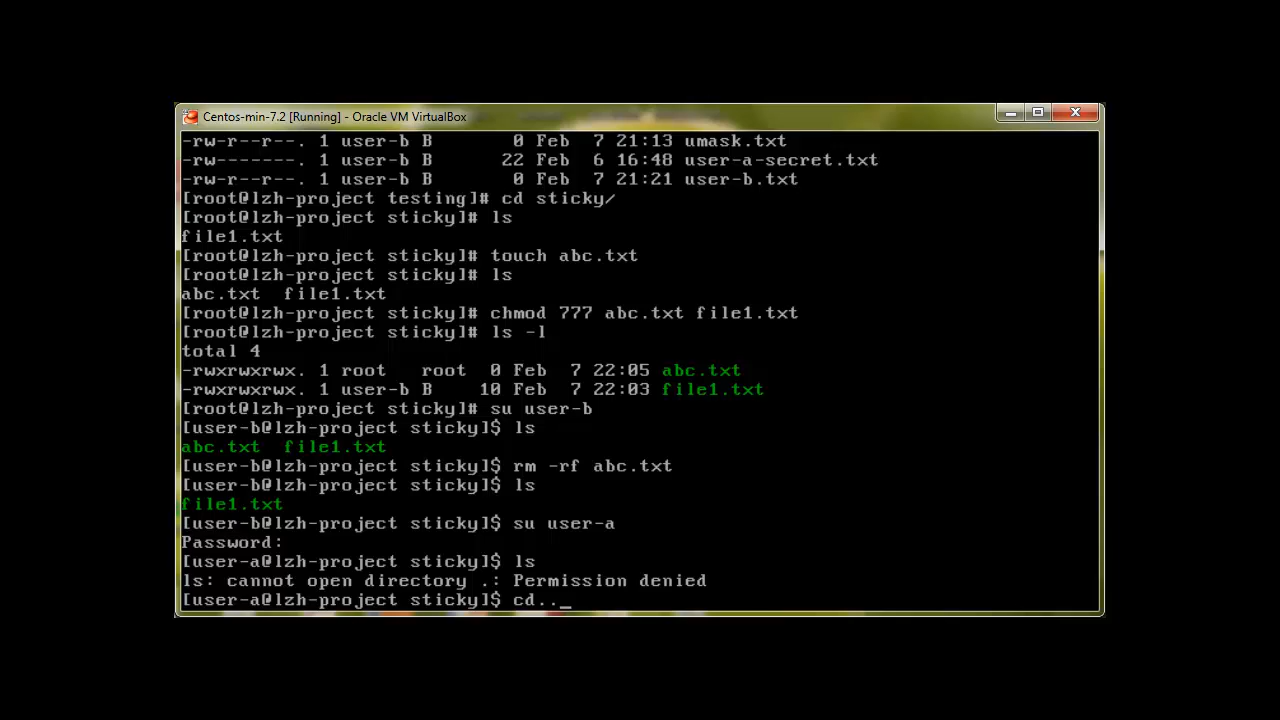 Centos-min-7.2 [Running] - Oracle VM VirtualBox
-rw-r--r--. 1 user-b B      0 Feb  7 21:13 umask.txt
-rw-------. 1 user-b B     22 Feb  6 16:48 user-a-secret.txt
-rw-r--r--. 1 user-b B      0 Feb  7 21:21 user-b.txt
[root@lzh-project testing]# cd sticky/
[root@lzh-project sticky]# ls
file1.txt
[root@lzh-project sticky]# touch abc.txt
[root@lzh-project sticky]# ls
abc.txt  file1.txt
[root@lzh-project sticky]# chmod 777 abc.txt file1.txt
[root@lzh-project sticky]# ls -l
total 4
-rwxrwxrwx. 1 root   root  0 Feb  7 22:05 abc.txt
-rwxrwxrwx. 1 user-b B    10 Feb  7 22:03 file1.txt
[root@lzh-project sticky]# su user-b
[user-b@lzh-project sticky]$ ls
abc.txt  file1.txt
[user-b@lzh-project sticky]$ rm -rf abc.txt
[user-b@lzh-project sticky]$ ls
file1.txt
[user-b@lzh-project sticky]$ su user-a
Password:
[user-a@lzh-project sticky]$ ls
ls: cannot open directory .: Permission denied
[user-a@lzh-project sticky]$ cd.._